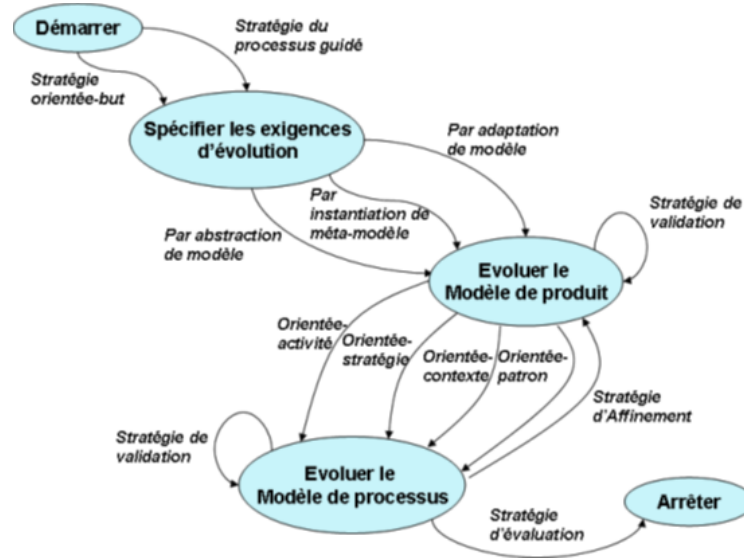 Démarrer
Stratégie du
processus guidé
Stratégie
orientée-but
Spécifier les exigences
d'évolution
Par adaptation
de modèle
Par
instantiation de
méta-modèle
Par abstraction
de modèle
Stratégie de
validation
Evoluer le
Modèle de produit
Orientée-
activité
Orientée-
stratégie
Orientée-
contexte
Orientée-
patron
Stratégie
d'Affinement
Stratégie de
validation
Evoluer le
Modèle de processus
Stratégie
d'évaluation
Arrêter